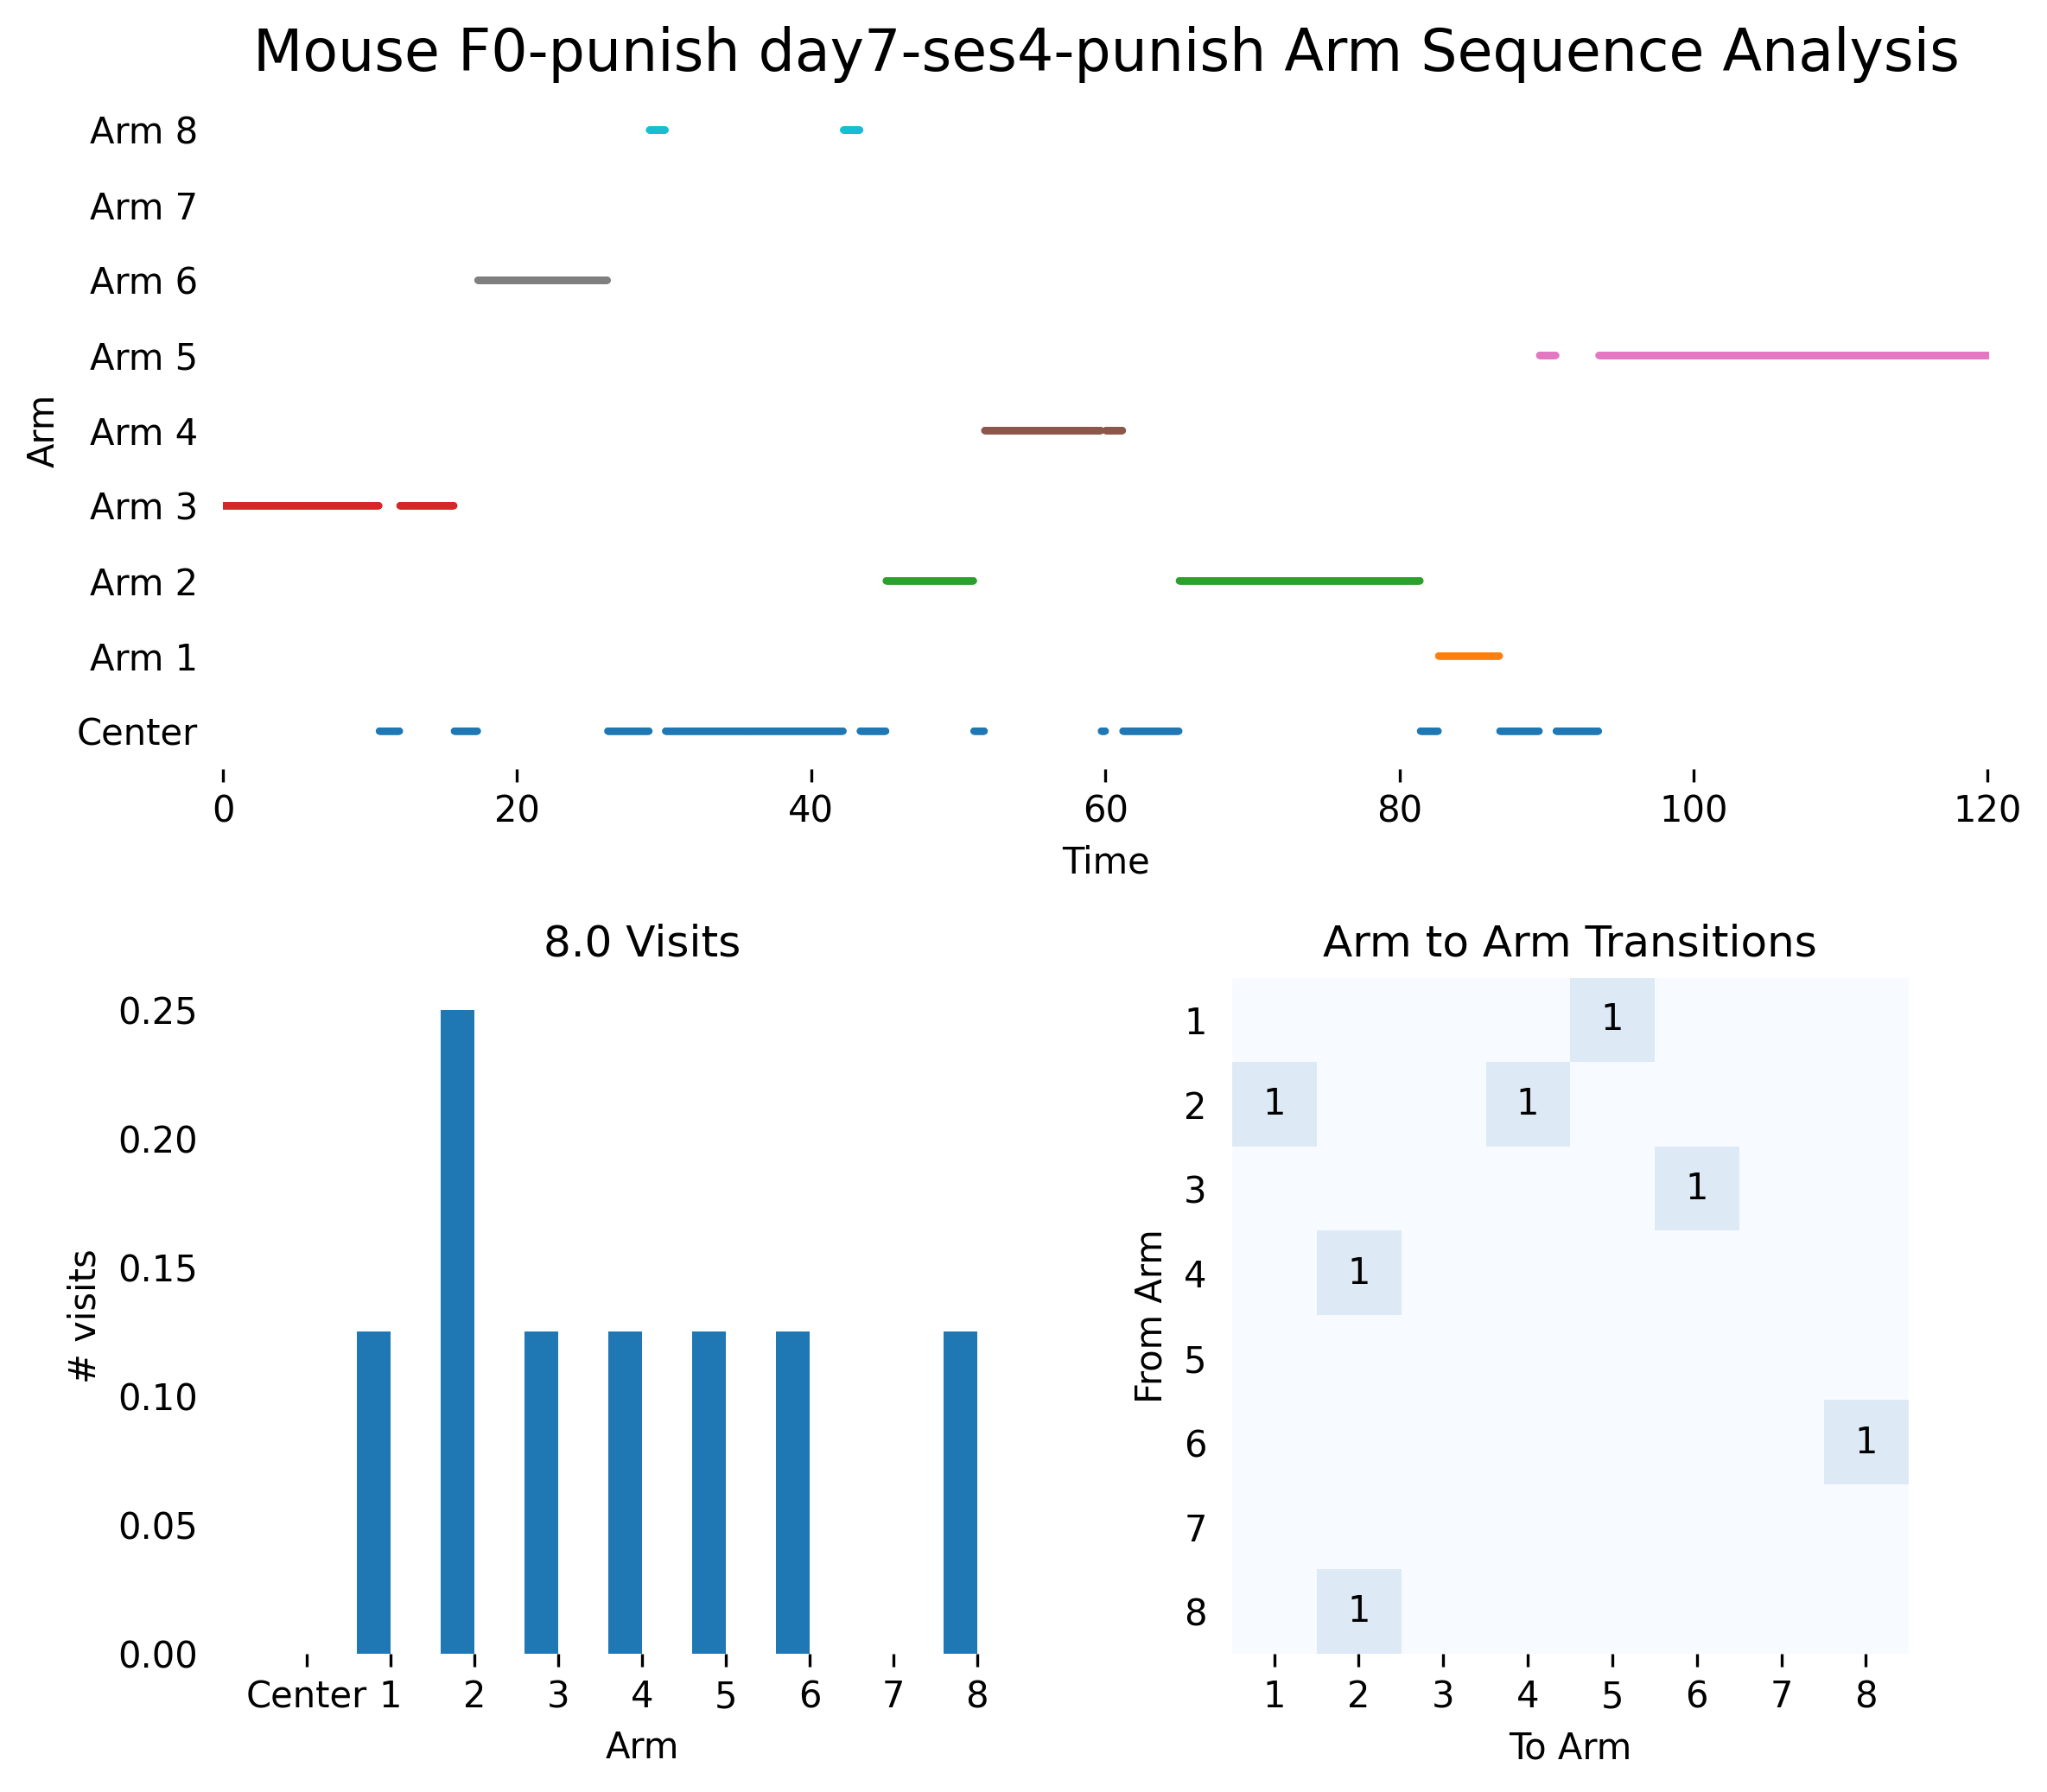 Mouse F0-punish day7-ses4-punish Arm Sequence Analysis
Arm 8
Arm 7
Arm 6
Arm 5
Arm 4
Arm 3
Arm 2
Arm 1
Center
Arm
0 20 40 60 80 100 120
Time
8.0 Visits
0.25
0.20
0.15
0.10
0.05
0.00
# visits
Center 1 2 3 4 5 6 7 8
Arm
Arm to Arm Transitions
1 1
2 1 1
3 1
4 1
5
6 1
7
8 1
From Arm
1 2 3 4 5 6 7 8
To Arm